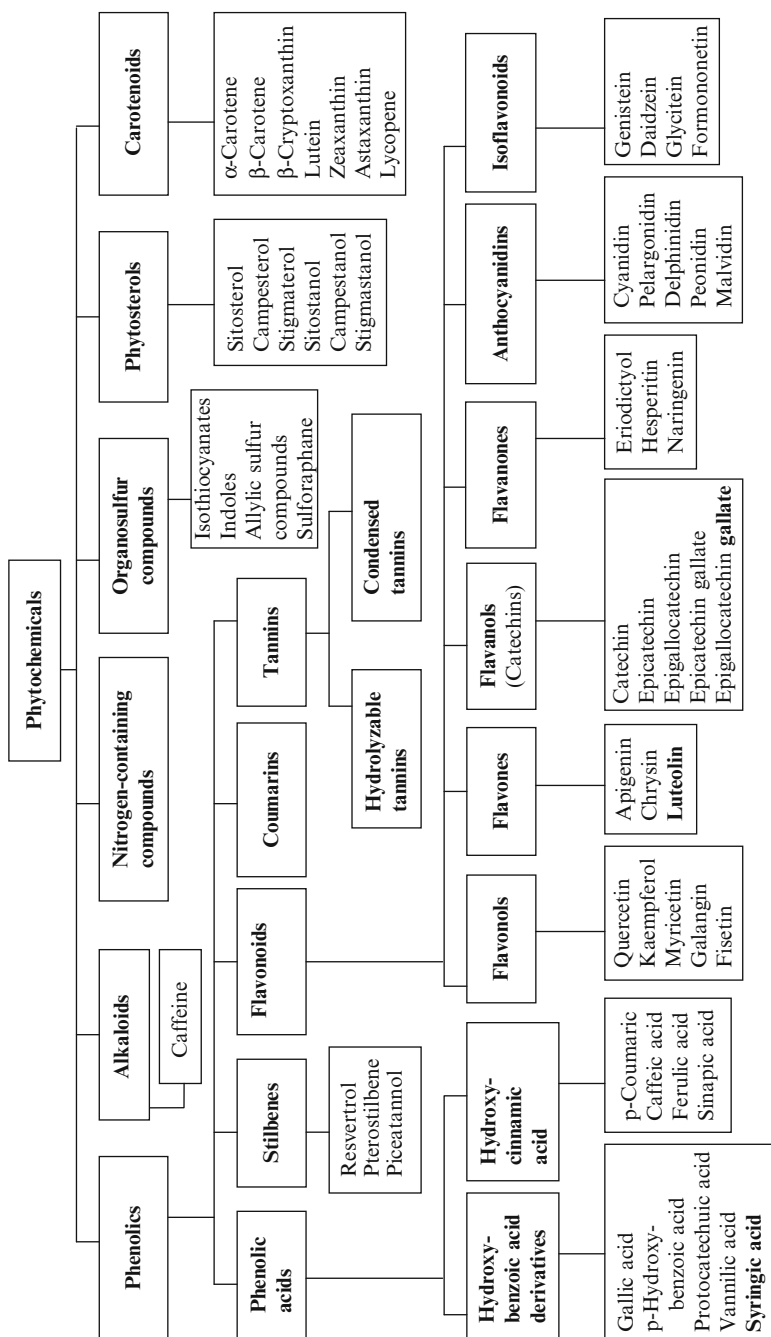 Phytochemicals
Phenolics
Alkaloids
Nitrogen-containing
compounds
Organosulfur
compounds
Phytosterols
Carotenoids
Caffeine
Isothiocyanates
Indoles
Allylic sulfur
compounds
Sulforaphane
Sitosterol
Campesterol
Stigmaterol
Sitostanol
Campestanol
Stigmastanol
α-Carotene
β-Carotene
β-Cryptoxanthin
Lutein
Zeaxanthin
Astaxanthin
Lycopene
Phenolic
acids
Stilbenes
Flavonoids
Coumarins
Tannins
Resvertrol
Pterostilbene
Piceatannol
Hydrolyzable
tannins
Condensed
tannins
Hydroxy-
benzoic acid
derivatives
Hydroxy-
cinnamic
acid
Flavonols
Flavones
Flavanols
(Catechins)
Flavanones
Anthocyanidins
Isoflavonoids
Gallic acid
p-Hydroxy-
benzoic acid
Protocatechuic acid
Vannilic acid
Syringic acid
p-Coumaric
Caffeic acid
Ferulic acid
Sinapic acid
Quercetin
Kaempferol
Myricetin
Galangin
Fisetin
Apigenin
Chrysin
Luteolin
Catechin
Epicatechin
Epigallocatechin
Epicatechin gallate
Epigallocatechin gallate
Eriodictyol
Hesperitin
Naringenin
Cyanidin
Pelargonidin
Delphinidin
Peonidin
Malvidin
Genistein
Daidzein
Glycitein
Formononetin